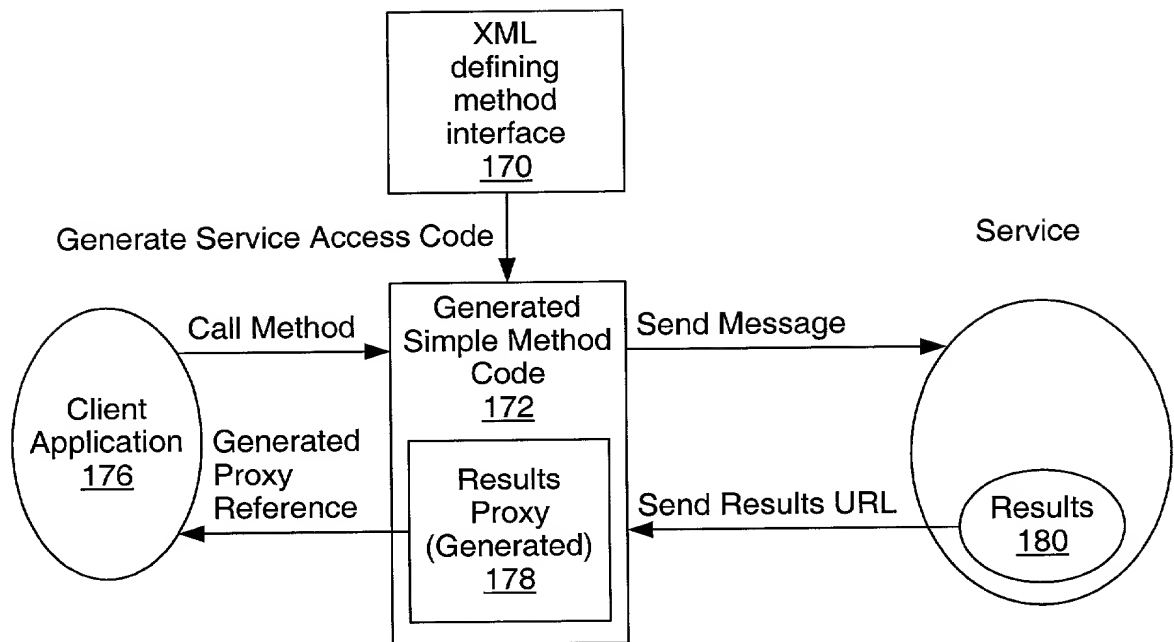 XML
defining
method
interface
170
Generate Service Access Code
Service
Call Method
Generated
Simple Method
Code
172
Send Message
Client
Application
176
Generated
Proxy
Reference
Results
Proxy
(Generated)
178
Send Results URL
Results
180